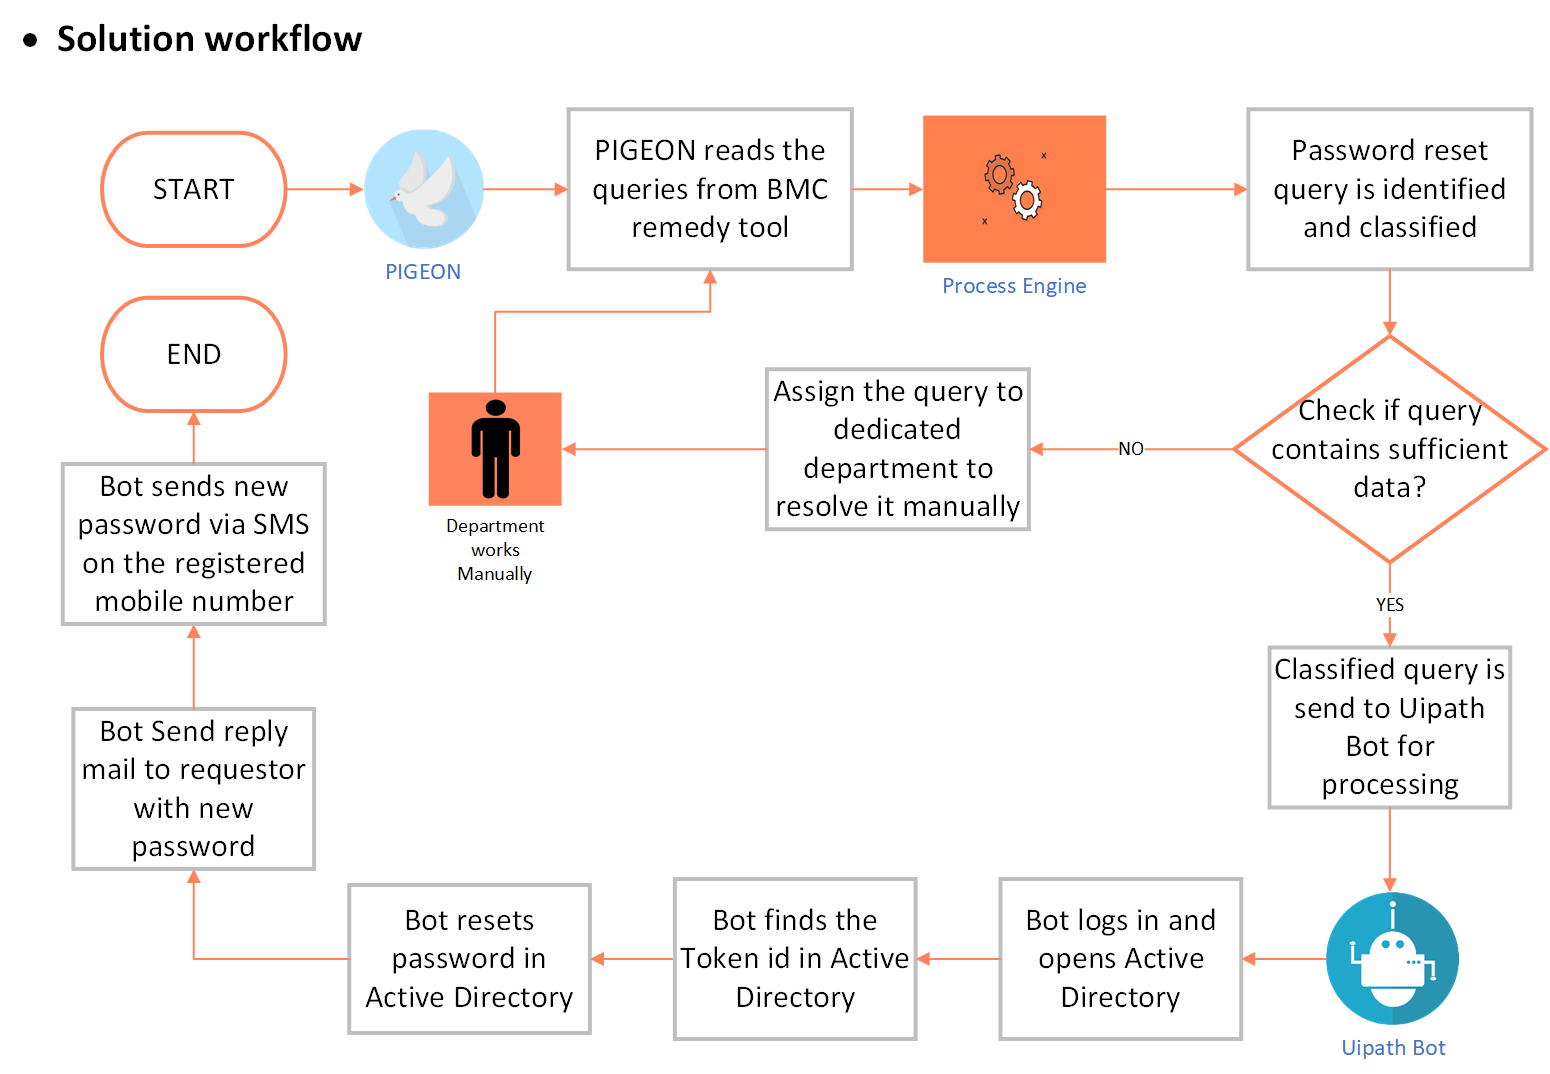 • Solution workflow
START
PIGEON
PIGEON reads the
queries from BMC
remedy tool
x
x
Process Engine
Password reset
query is identified
and classified
Check if query
contains sufficient
data?
NO
Assign the query to
dedicated
department to
resolve it manually
Department
works
Manually
YES
Classified query is
send to Uipath
Bot for
processing
Uipath Bot
Bot logs in and
opens Active
Directory
Bot finds the
Token id in Active
Directory
Bot resets
password in
Active Directory
Bot Send reply
mail to requestor
with new
password
Bot sends new
password via SMS
on the registered
mobile number
END